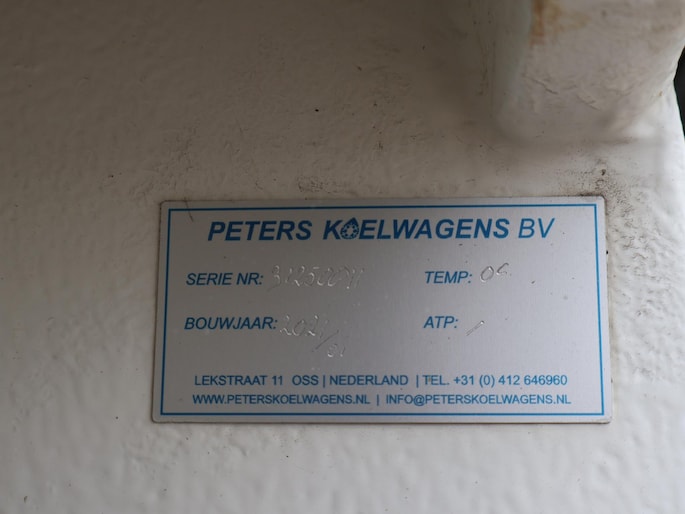 PETERS KOELWAGENS BV
SERIE NR:
TEMP:
BOUWJAAR:
ATP:
LEKSTRAAT 11 OSS | NEDERLAND | TEL. +31 (0) 412 646960
WWW.PETERSKOELWAGENS.NL | INFO@PETERSKOELWAGENS.NL